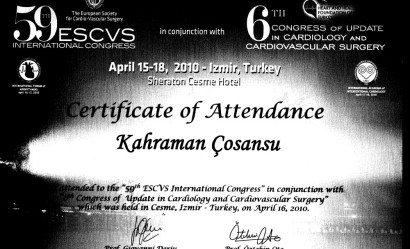 The European Society
for Cardio-Vascular Surgery
59 ESCVS
INTERNATIONAL CONGRESS
in conjunction with
6TH CONGRESS OF UPDATE
in CARDIOLOGY and
CARDIOVASCULAR SURGERY
April 15-18, 2010 - Izmir, Turkey
Sheraton Cesme Hotel
Certificate of Attendance
Kahraman Çosansu
attended to the "59th ESCVS International Congress" in conjunction with
"6th Congress of Update in Cardiology and Cardiovascular Surgery"
which was held in Cesme, Izmir - Turkey, on April 16, 2010.